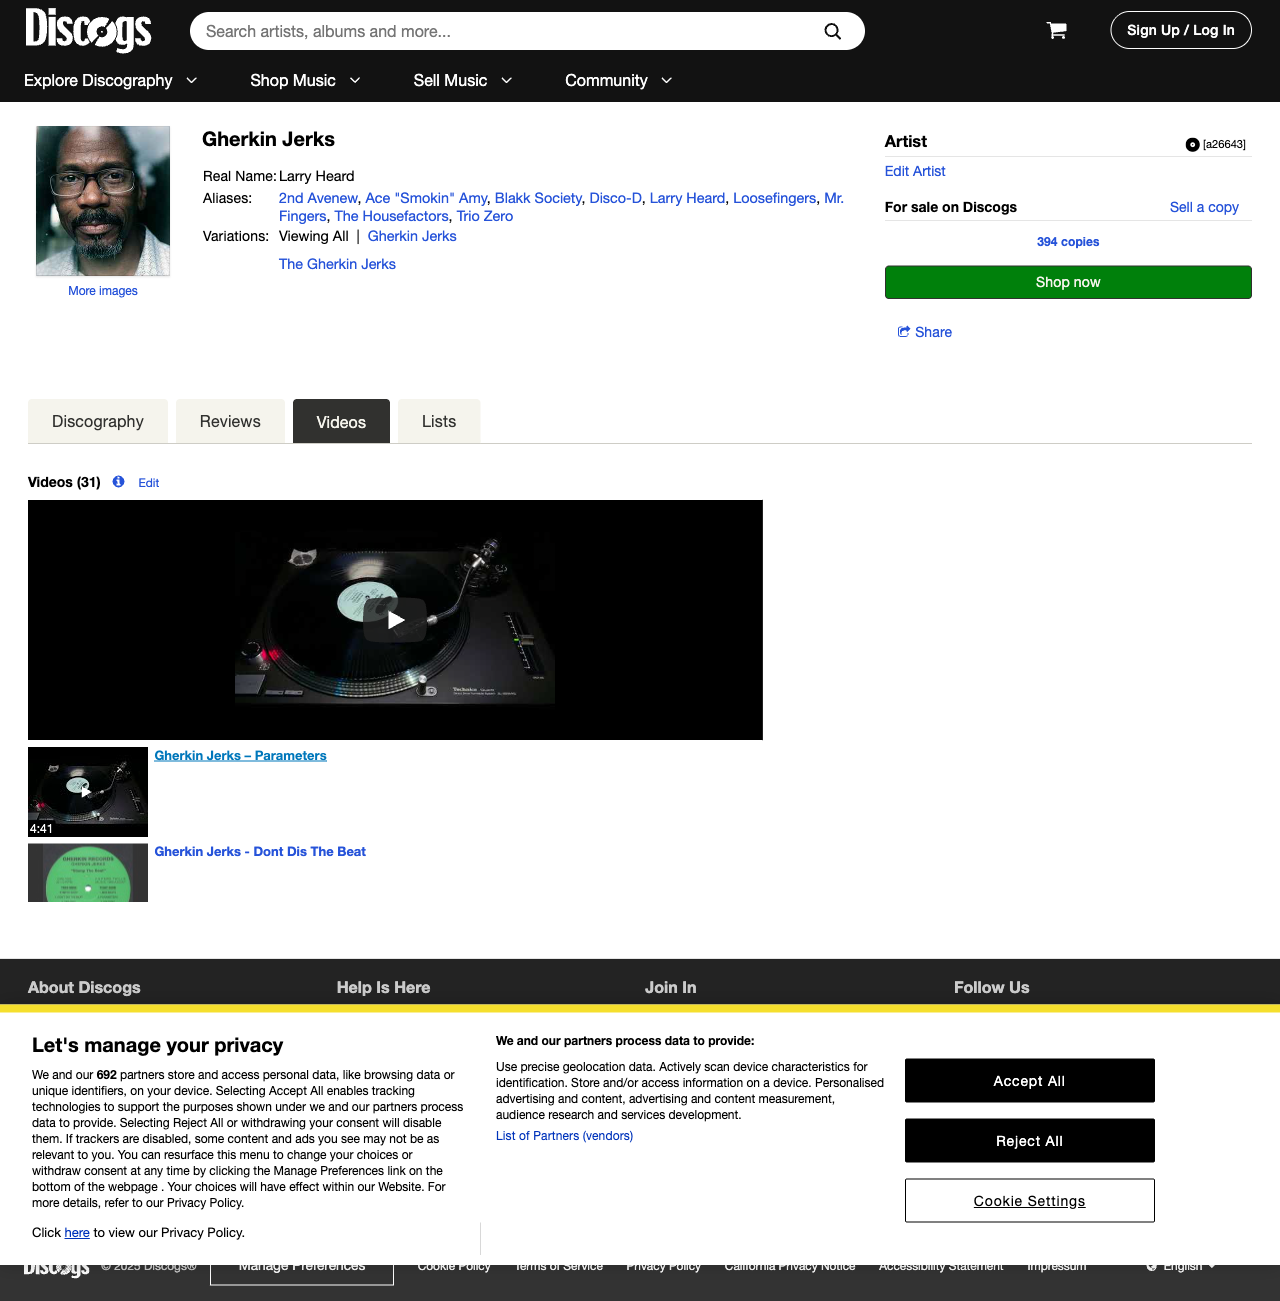 Discogs
Search artists, albums and more...
Sign Up / Log In
Explore Discography
Shop Music
Sell Music
Community
Gherkin Jerks
Real Name: Larry Heard
Aliases: 2nd Avenew, Ace "Smokin" Amy, Blakk Society, Disco-D, Larry Heard, Loosefingers, Mr.
Fingers, The Housefactors, Trio Zero
Variations: Viewing All | Gherkin Jerks
The Gherkin Jerks
More images
Artist
[a26643]
Edit Artist
For sale on Discogs
Sell a copy
394 copies
Shop now
Share
Discography
Reviews
Videos
Lists
Videos (31)
Edit
Technics
Gherkin Jerks – Parameters
4:41
Gherkin Jerks - Dont Dis The Beat
GHERKIN RECORDS
About Discogs
Help Is Here
Join In
Follow Us
Let's manage your privacy
We and our 692 partners store and access personal data, like browsing data or
unique identifiers, on your device. Selecting Accept All enables tracking
technologies to support the purposes shown under we and our partners process
data to provide. Selecting Reject All or withdrawing your consent will disable
them. If trackers are disabled, some content and ads you see may not be as
relevant to you. You can resurface this menu to change your choices or
withdraw consent at any time by clicking the Manage Preferences link on the
bottom of the webpage . Your choices will have effect within our Website. For
more details, refer to our Privacy Policy.
Click here to view our Privacy Policy.
We and our partners process data to provide:
Use precise geolocation data. Actively scan device characteristics for
identification. Store and/or access information on a device. Personalised
advertising and content, advertising and content measurement,
audience research and services development.
List of Partners (vendors)
Accept All
Reject All
Cookie Settings
Discogs
© 2025 Discogs®
Manage Preferences
Cookie Policy
Terms of Service
Privacy Policy
California Privacy Notice
Accessibility Statement
Impressum
English